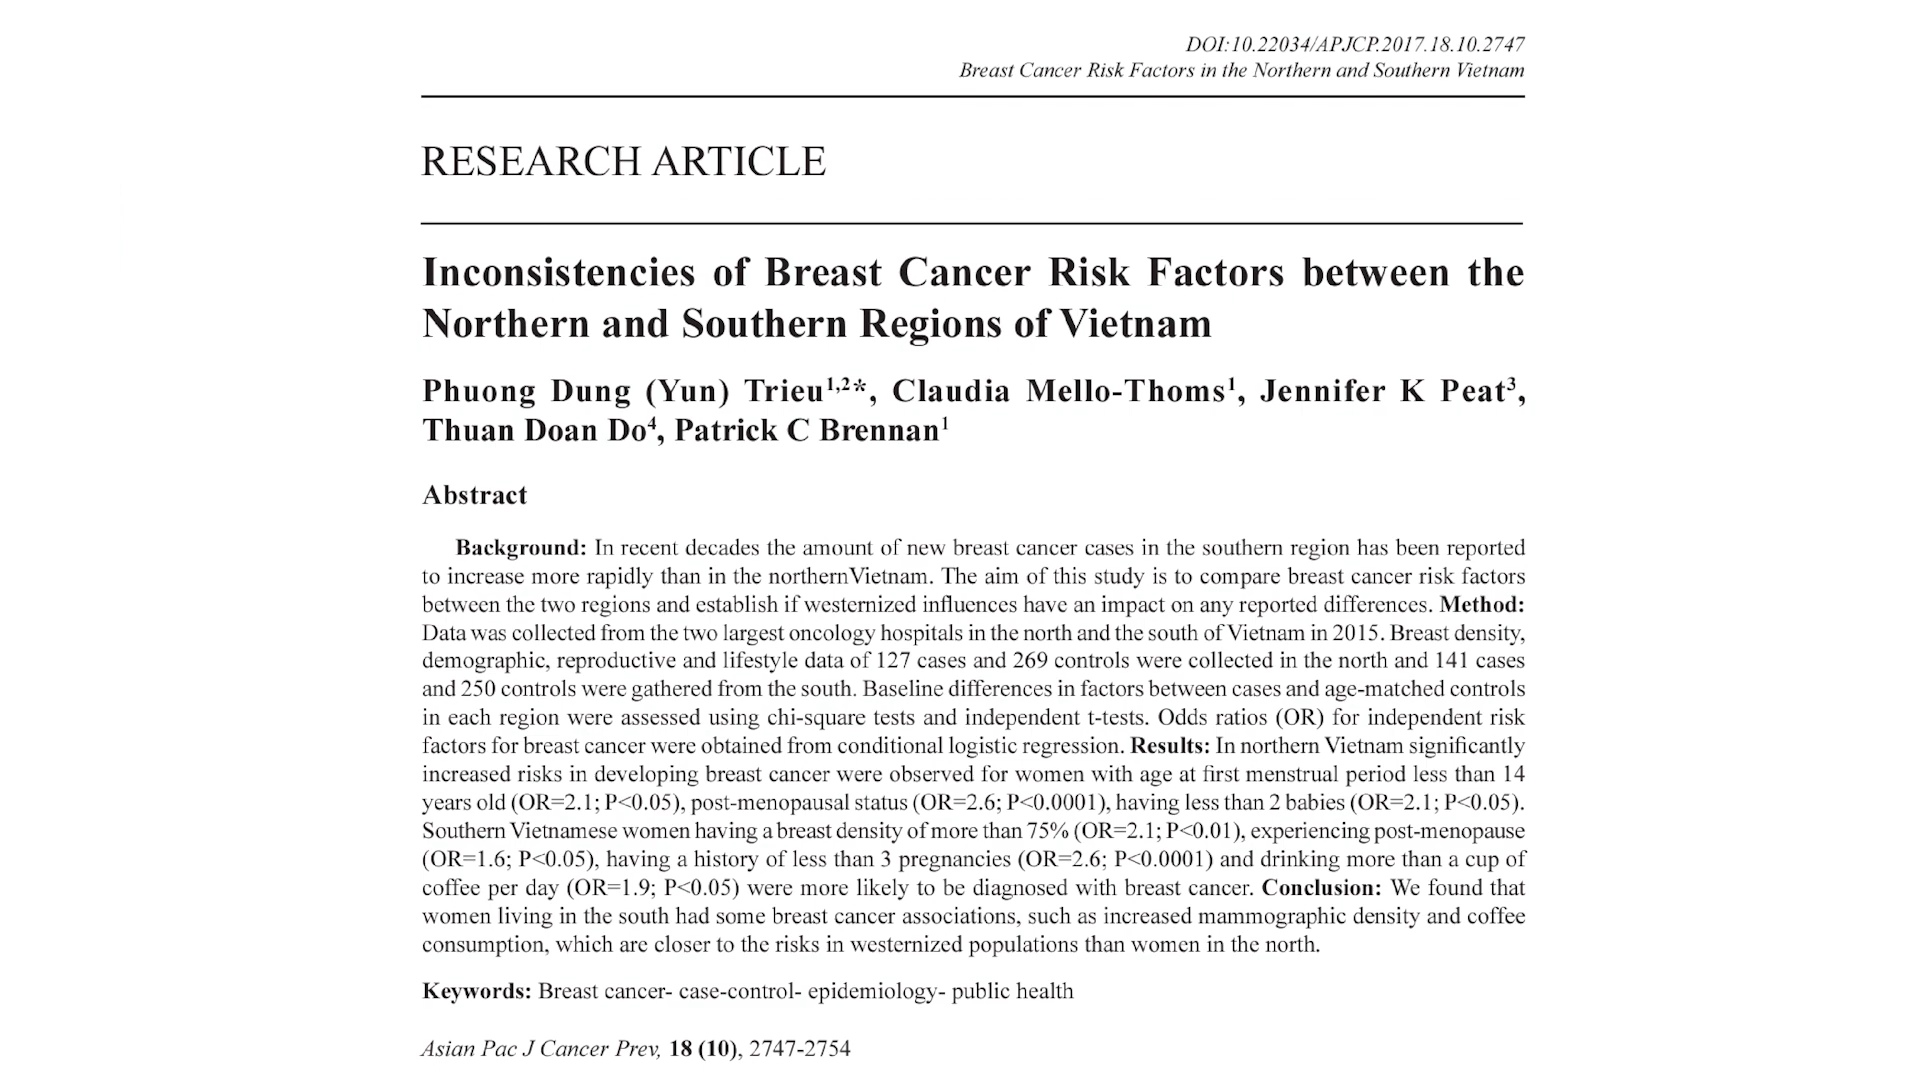 DOI:10.22034/APJCP.2017.18.10.2747
Breast Cancer Risk Factors in the Northern and Southern Vietnam
RESEARCH ARTICLE
Inconsistencies of Breast Cancer Risk Factors between the
Northern and Southern Regions of Vietnam
Phuong Dung (Yun) Trieu1,2*, Claudia Mello-Thoms1, Jennifer K Peat3,
Thuan Doan Do4, Patrick C Brennan1
Abstract
Background: In recent decades the amount of new breast cancer cases in the southern region has been reported
to increase more rapidly than in the northernVietnam. The aim of this study is to compare breast cancer risk factors
between the two regions and establish if westernized influences have an impact on any reported differences. Method:
Data was collected from the two largest oncology hospitals in the north and the south of Vietnam in 2015. Breast density,
demographic, reproductive and lifestyle data of 127 cases and 269 controls were collected in the north and 141 cases
and 250 controls were gathered from the south. Baseline differences in factors between cases and age-matched controls
in each region were assessed using chi-square tests and independent t-tests. Odds ratios (OR) for independent risk
factors for breast cancer were obtained from conditional logistic regression. Results: In northern Vietnam significantly
increased risks in developing breast cancer were observed for women with age at first menstrual period less than 14
years old (OR=2.1; P<0.05), post-menopausal status (OR=2.6; P<0.0001), having less than 2 babies (OR=2.1; P<0.05).
Southern Vietnamese women having a breast density of more than 75% (OR=2.1; P<0.01), experiencing post-menopause
(OR=1.6; P<0.05), having a history of less than 3 pregnancies (OR=2.6; P<0.0001) and drinking more than a cup of
coffee per day (OR=1.9; P<0.05) were more likely to be diagnosed with breast cancer. Conclusion: We found that
women living in the south had some breast cancer associations, such as increased mammographic density and coffee
consumption, which are closer to the risks in westernized populations than women in the north.
Keywords: Breast cancer- case-control- epidemiology- public health
Asian Pac J Cancer Prev, 18 (10), 2747-2754